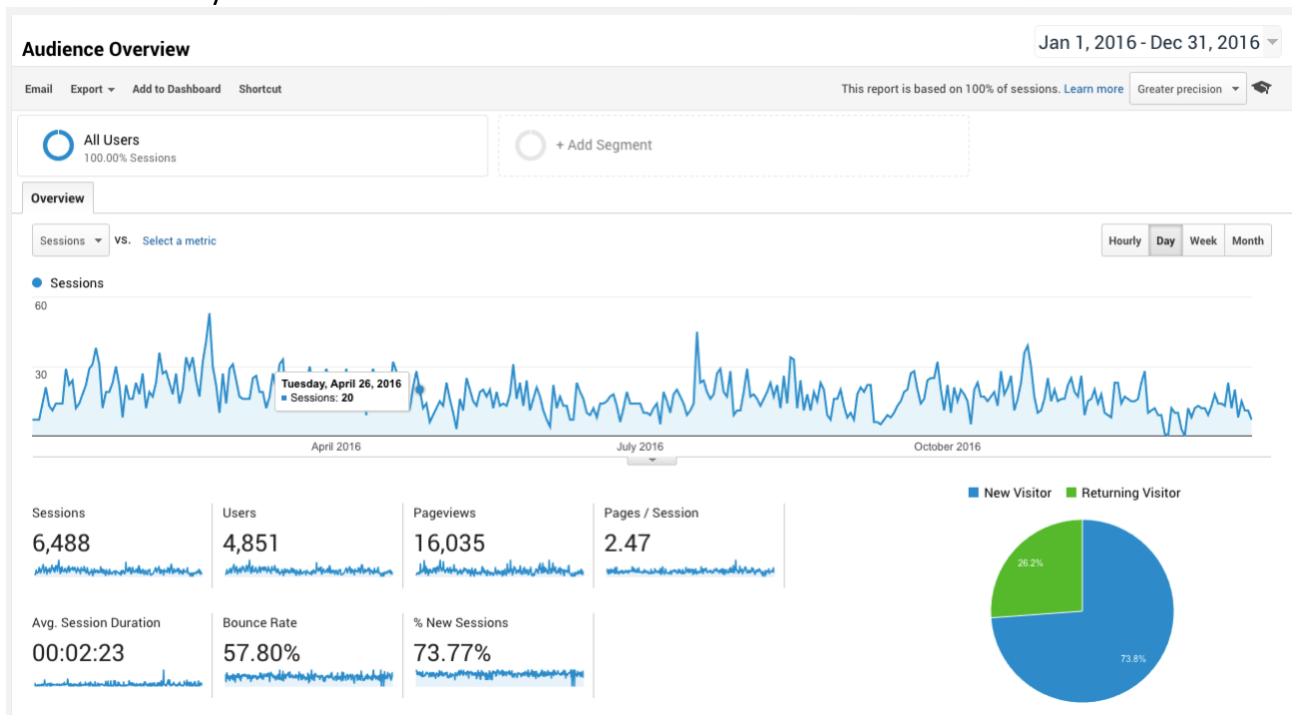 Audience Overview
Jan 1, 2016 - Dec 31, 2016
Email Export Add to Dashboard Shortcut
This report is based on 100% of sessions. Learn more Greater precision
All Users
100.00% Sessions
+ Add Segment
Overview
Sessions VS. Select a metric
Hourly Day Week Month
Sessions
60
30
Tuesday, April 26, 2016
Sessions: 20
April 2016 July 2016 October 2016
New Visitor Returning Visitor
Sessions Users Pageviews Pages / Session
6,488 4,851 16,035 2.47
26.2%
Avg. Session Duration Bounce Rate % New Sessions
00:02:23 57.80% 73.77%
73.8%